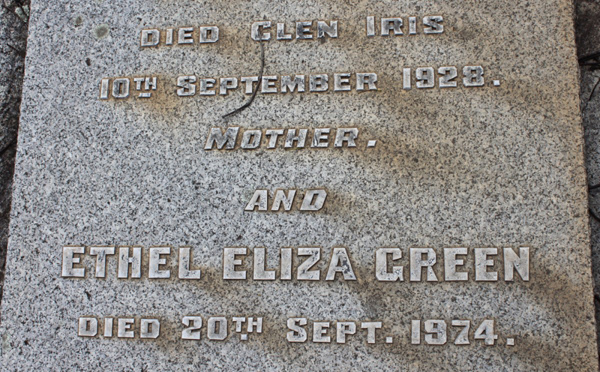 DIED GLEN IRIS
10TH SEPTEMBER 1928.
MOTHER.
AND
ETHEL ELIZA GREEN
DIED 20TH SEPT. 1974.